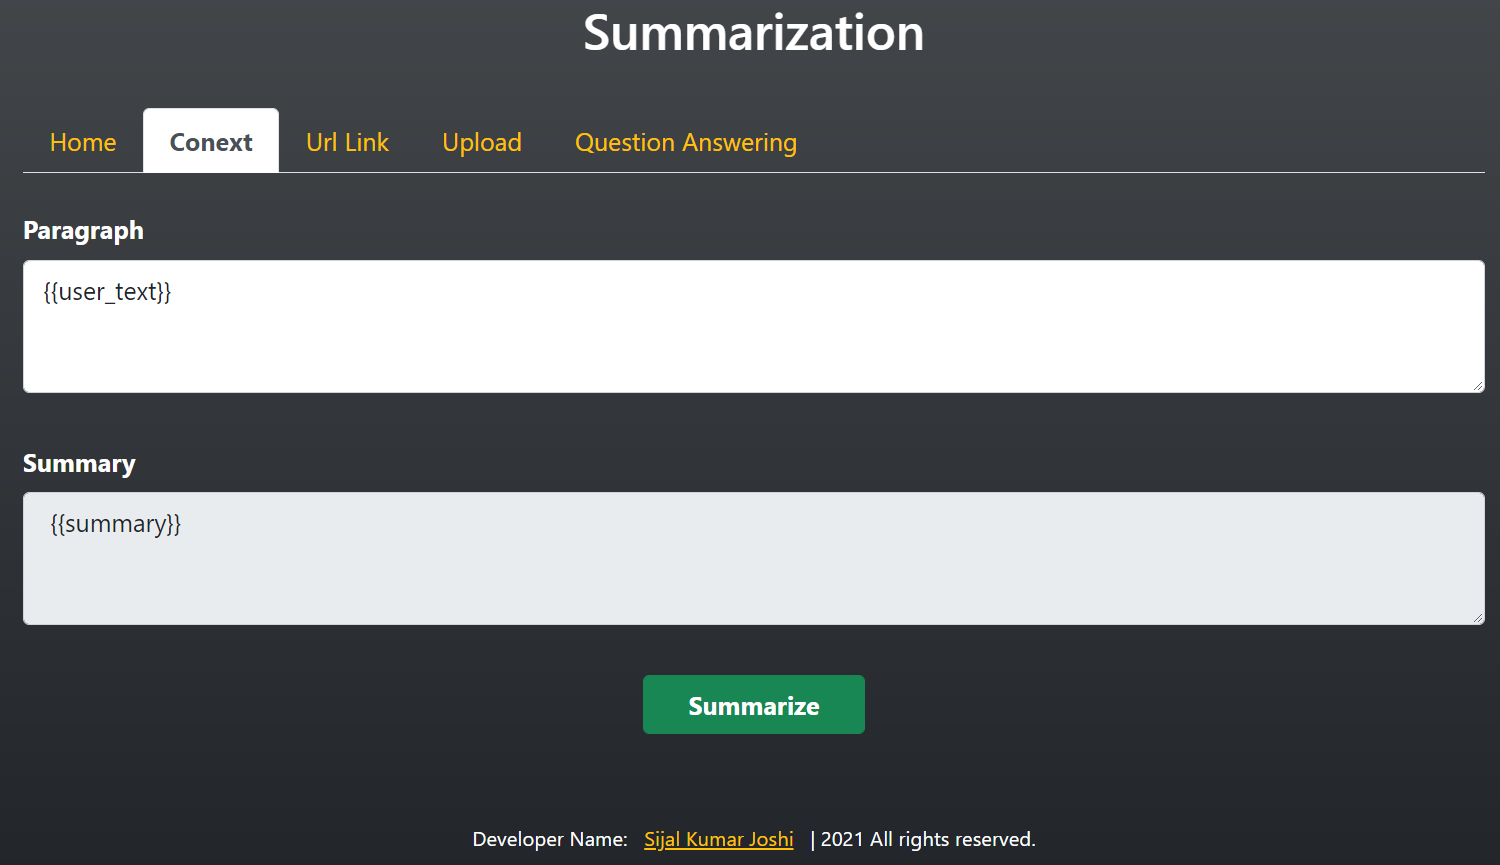 Summarization
Home Conext Url Link Upload Question Answering
Paragraph
{{user_text}}
Summary
{{summary}}
Summarize
Developer Name: Sijal Kumar Joshi | 2021 All rights reserved.